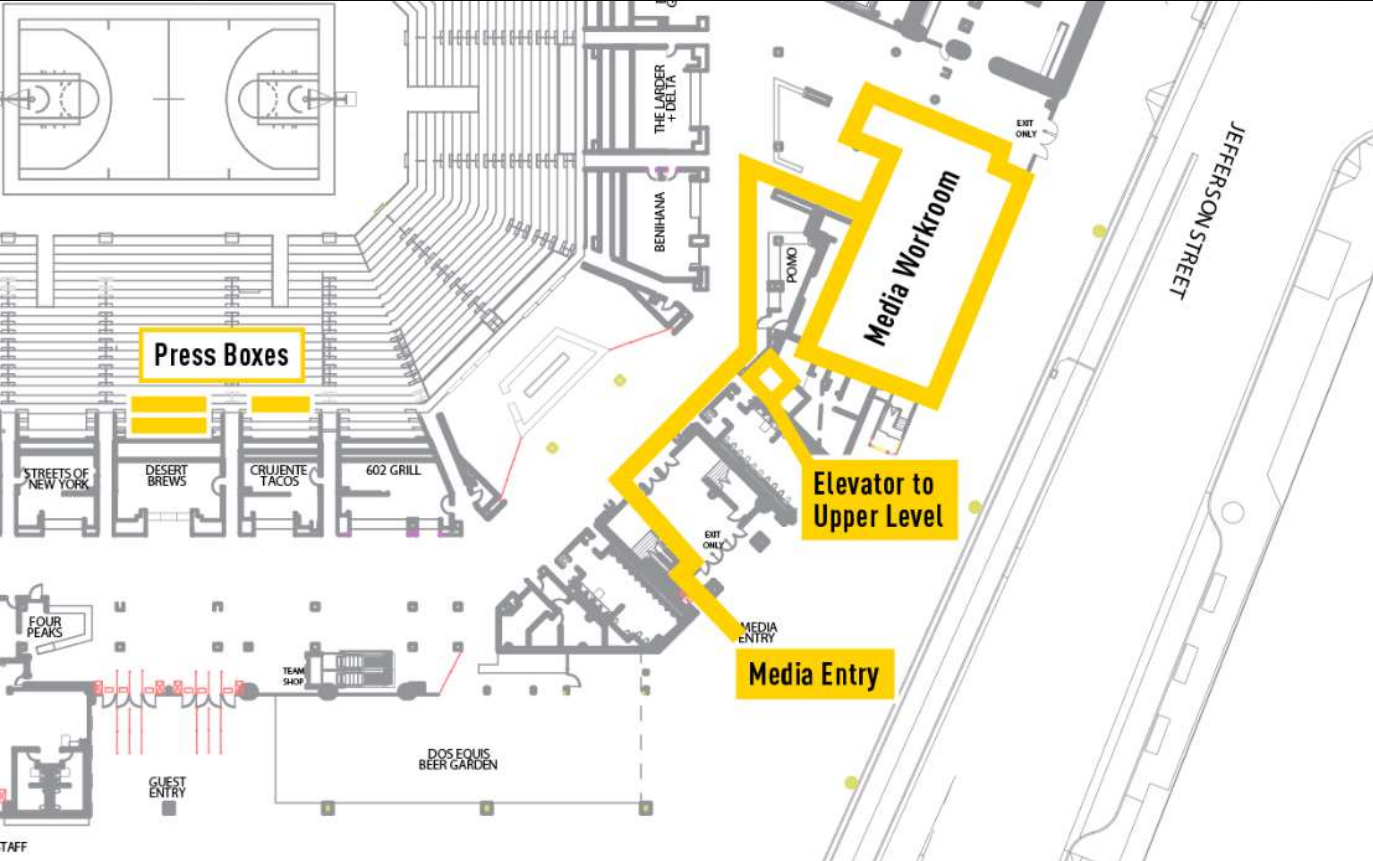 THE LARDER
+ DELTA
EXIT
ONLY
JEFFERSON STREET
BENIHANA
POMO
Media Workroom
Press Boxes
STREETS OF
NEW YORK
DESERT
BREWS
CRUJENTE
TACOS
602 GRILL
Elevator to
Upper Level
EXIT
ONLY
FOUR
PEAKS
MEDIA
ENTRY
Media Entry
TEAM
SHOP
DOS EQUIS
BEER GARDEN
GUEST
ENTRY